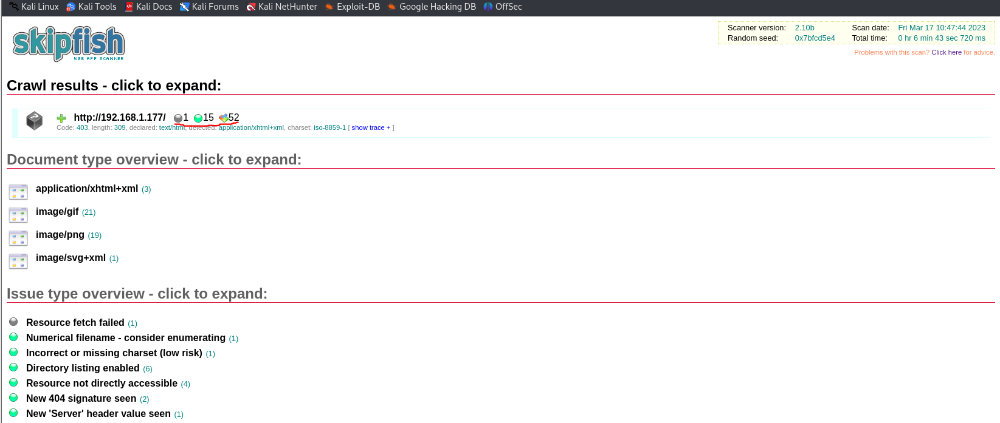 Kali Linux Kali Tools Kali Docs Kali Forums Kali NetHunter Exploit-DB Google Hacking DB OffSec
skipfish
WEB APP SCANNER
Scanner version: 2.10b Scan date: Fri Mar 17 10:47:44 2023
Random seed: 0x7bfcd5e4 Total time: 0 hr 6 min 43 sec 720 ms
Problems with this scan? Click here for advice.
Crawl results - click to expand:
http://192.168.1.177/ 1 15 52
Code: 403, length: 309, declared: text/html, detected: application/xhtml+xml, charset: iso-8859-1 [ show trace + ]
Document type overview - click to expand:
application/xhtml+xml (3)
image/gif (21)
image/png (19)
image/svg+xml (1)
Issue type overview - click to expand:
Resource fetch failed (1)
Numerical filename - consider enumerating (1)
Incorrect or missing charset (low risk) (1)
Directory listing enabled (6)
Resource not directly accessible (4)
New 404 signature seen (2)
New 'Server' header value seen (1)